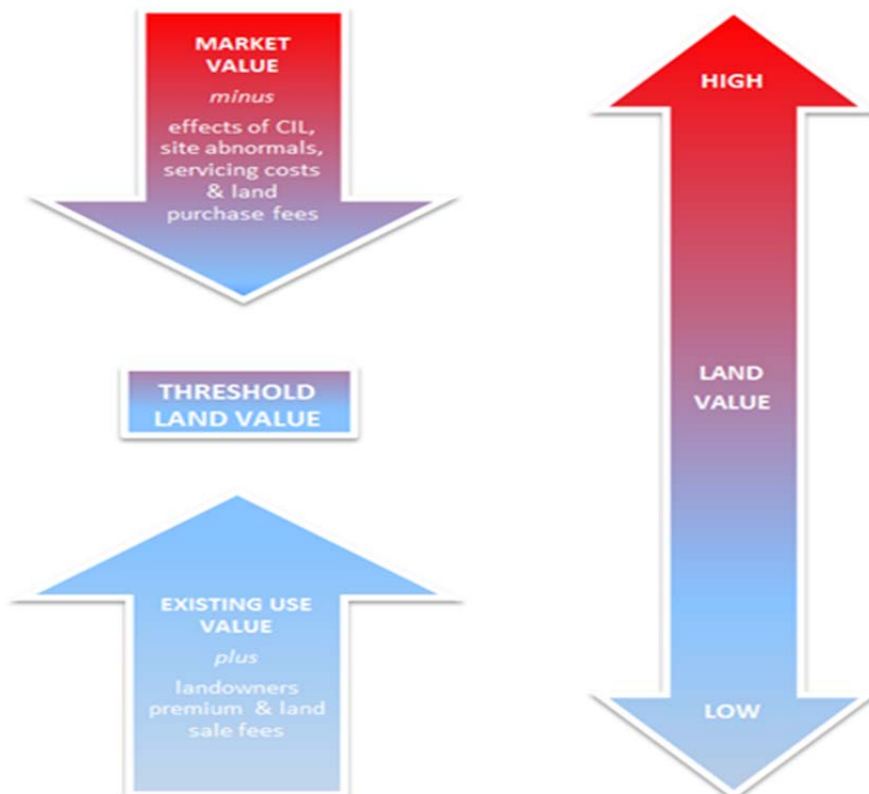 MARKET
VALUE
minus
effects of CIL,
site abnormals,
servicing costs
& land
purchase fees
THRESHOLD
LAND VALUE
EXISTING USE
VALUE
plus
landowners
premium & land
sale fees
HIGH
LAND
VALUE
LOW